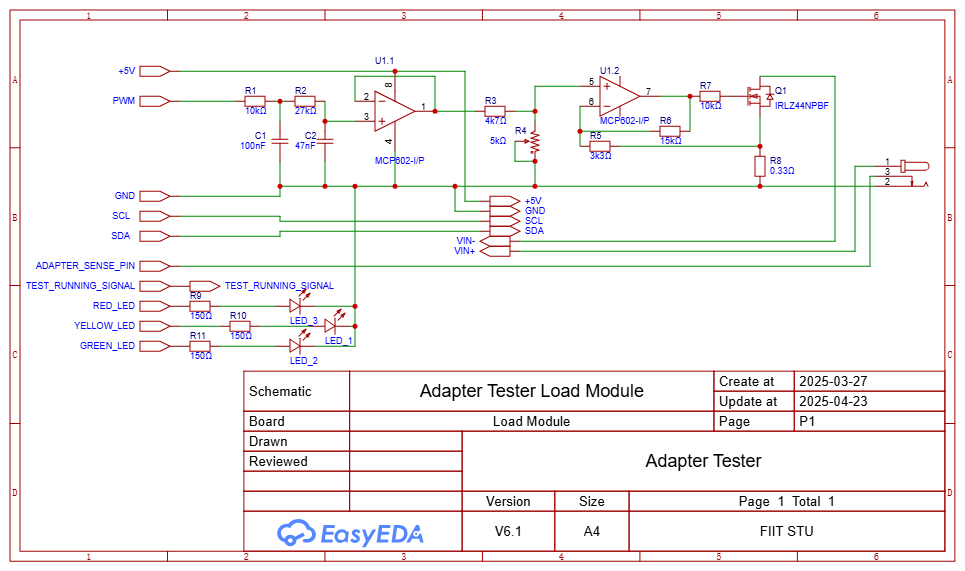 1 2 3 4 5 6
A A
B B
C C
D D
U1.1
+5V
PWM
R1
10kΩ
R2
27kΩ
C1
100nF
C2
47nF
2
3
8
4
1
MCP602-I/P
R3
4k7Ω
R4
5kΩ
U1.2
5
6
7
MCP602-I/P
R5
3k3Ω
R6
15kΩ
R7
10kΩ
Q1
IRLZ44NPBF
R8
0.33Ω
1
3
2
GND
SCL
SDA
+5V
GND
SCL
SDA
VIN-
VIN+
ADAPTER_SENSE_PIN
TEST_RUNNING_SIGNAL
TEST_RUNNING_SIGNAL
RED_LED
R9
150Ω
LED_3
YELLOW_LED
R10
150Ω
LED_1
GREEN_LED
R11
150Ω
LED_2
Schematic
Adapter Tester Load Module
Create at 2025-03-27
Update at 2025-04-23
Board
Load Module
Page P1
Drawn
Reviewed
Adapter Tester
Version Size Page 1 Total 1
EasyEDA
V6.1 A4 FIIT STU
1 2 3 4 5 6